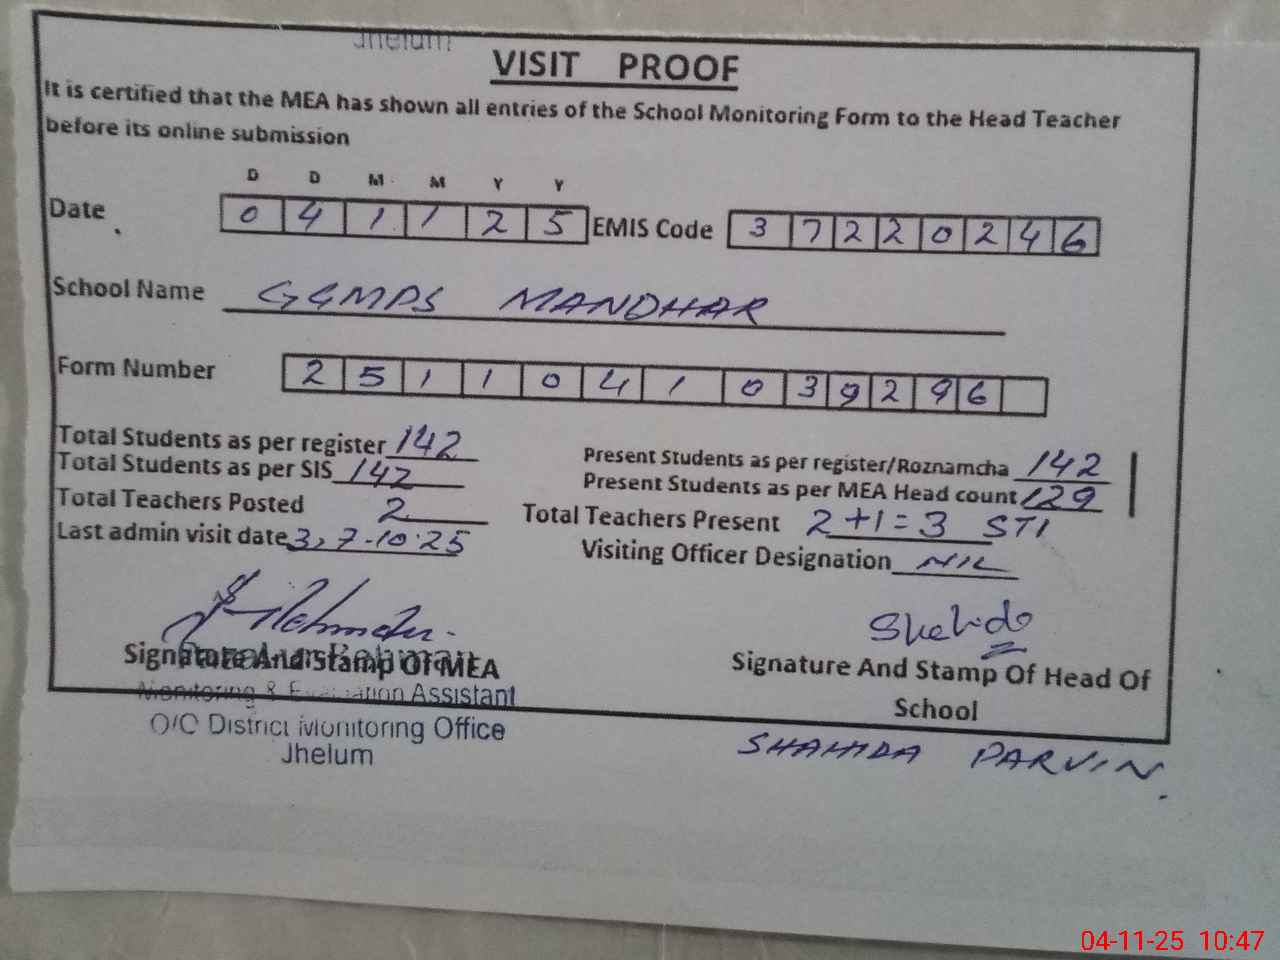 Jhelum
VISIT PROOF
It is certified that the MEA has shown all entries of the School Monitoring Form to the Head Teacher
before its online submission
D D M M Y Y
Date 0 4 1 1 2 5 EMIS Code 3 7 2 2 0 2 4 6
School Name GGMPS MANDHAR
Form Number 2 5 1 1 0 4 1 0 3 9 2 9 6
Total Students as per register 142 Present Students as per register/Roznamcha 142
Total Students as per SIS 142 Present Students as per MEA Head count 129
Total Teachers Posted 2 Total Teachers Present 2+1=3 STI
Last admin visit date 3, 7-10-25 Visiting Officer Designation NIL
Shahida
Signature And Stamp Of MEA Signature And Stamp Of Head Of
School
Rehman
Monitoring & Evaluation Assistant
O/C District Monitoring Office
Jhelum
SHAHIDA PARVIN
04-11-25 10:47